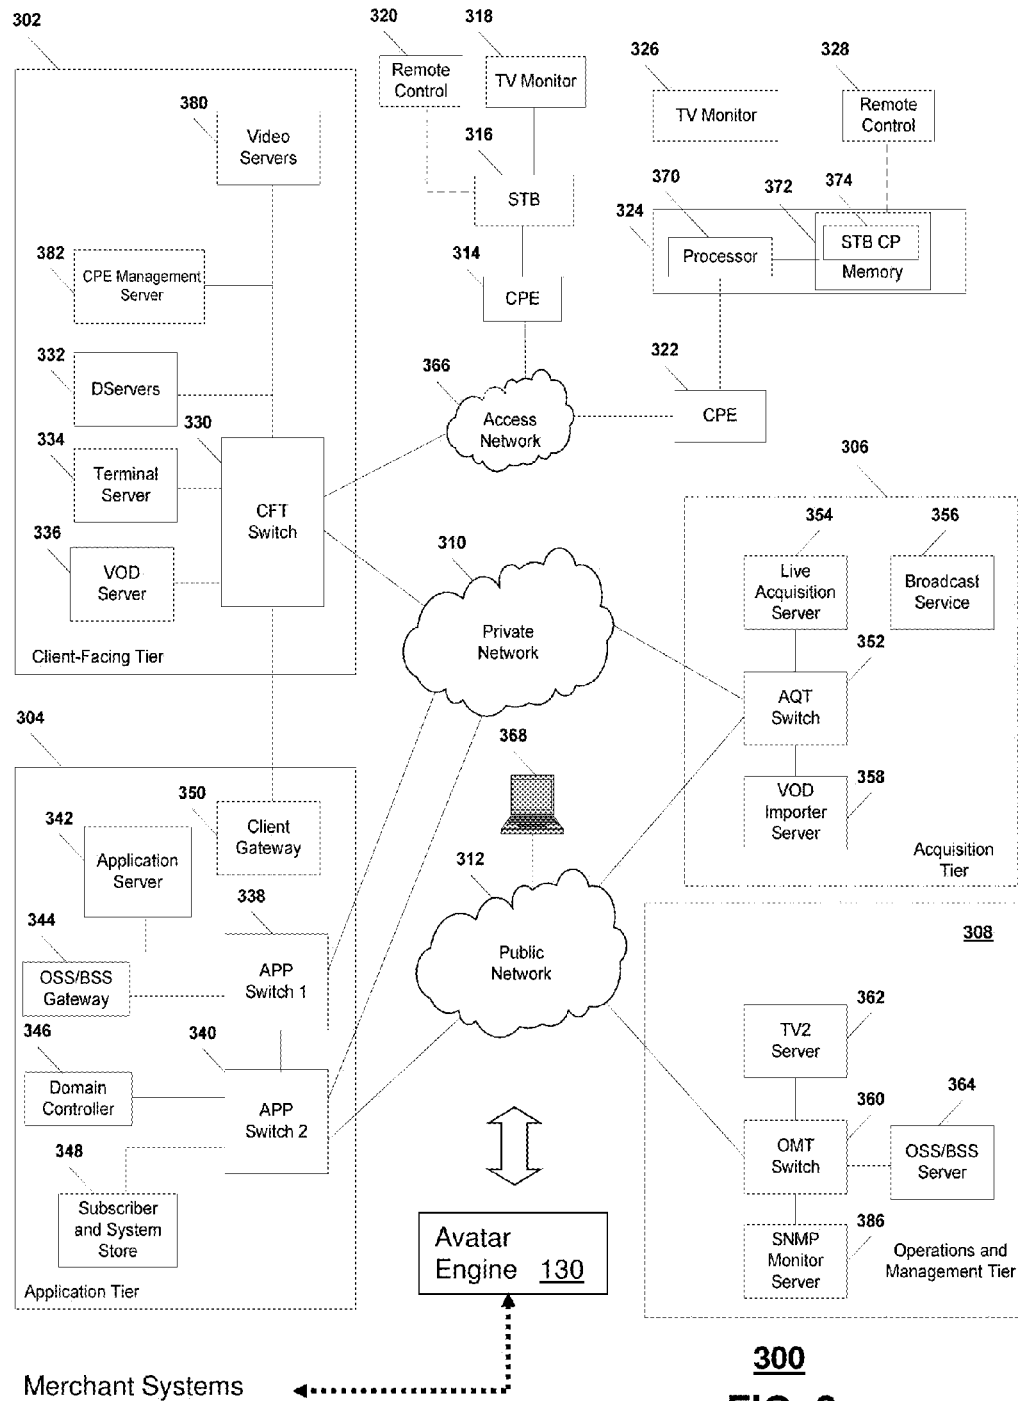 302
320
318
326
328
Remote
Control
TV Monitor
TV Monitor
Remote
Control
380
Video
Servers
316
STB
370
372
374
324
Processor
STB CP
Memory
382
CPE Management
Server
314
CPE
332
DServers
366
322
Access
Network
CPE
330
334
Terminal
Server
CFT
Switch
306
336
VOD
Server
310
354
356
Live
Acquisition
Server
Broadcast
Service
Private
Network
Client-Facing Tier
352
AQT
Switch
304
368
350
Client
Gateway
358
VOD
Importer
Server
342
Application
Server
312
Acquisition
Tier
338
344
OSS/BSS
Gateway
APP
Switch 1
Public
Network
308
362
TV2
Server
346
340
Domain
Controller
APP
Switch 2
360
364
OMT
Switch
OSS/BSS
Server
348
Subscriber
and System
Store
386
SNMP
Monitor
Server
Operations and
Management Tier
Avatar
Engine 130
Application Tier
300
Merchant Systems